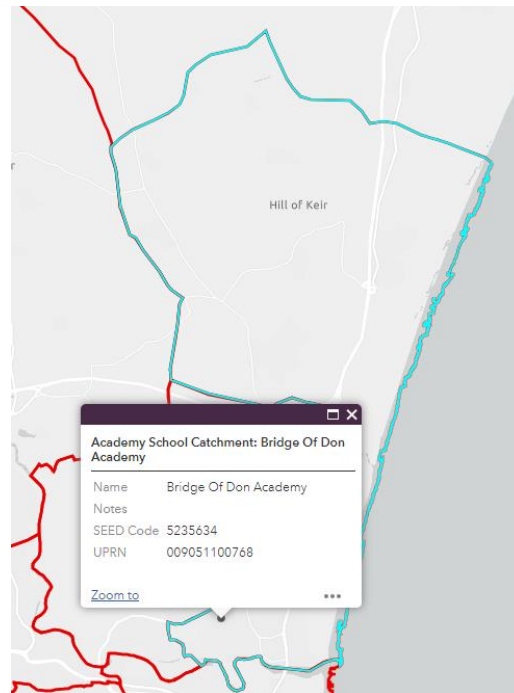 r
Hill of Keir
Academy School Catchment: Bridge Of Don
Academy
Name Bridge Of Don Academy
Notes
SEED Code 5235634
UPRN 009051100768
Zoom to